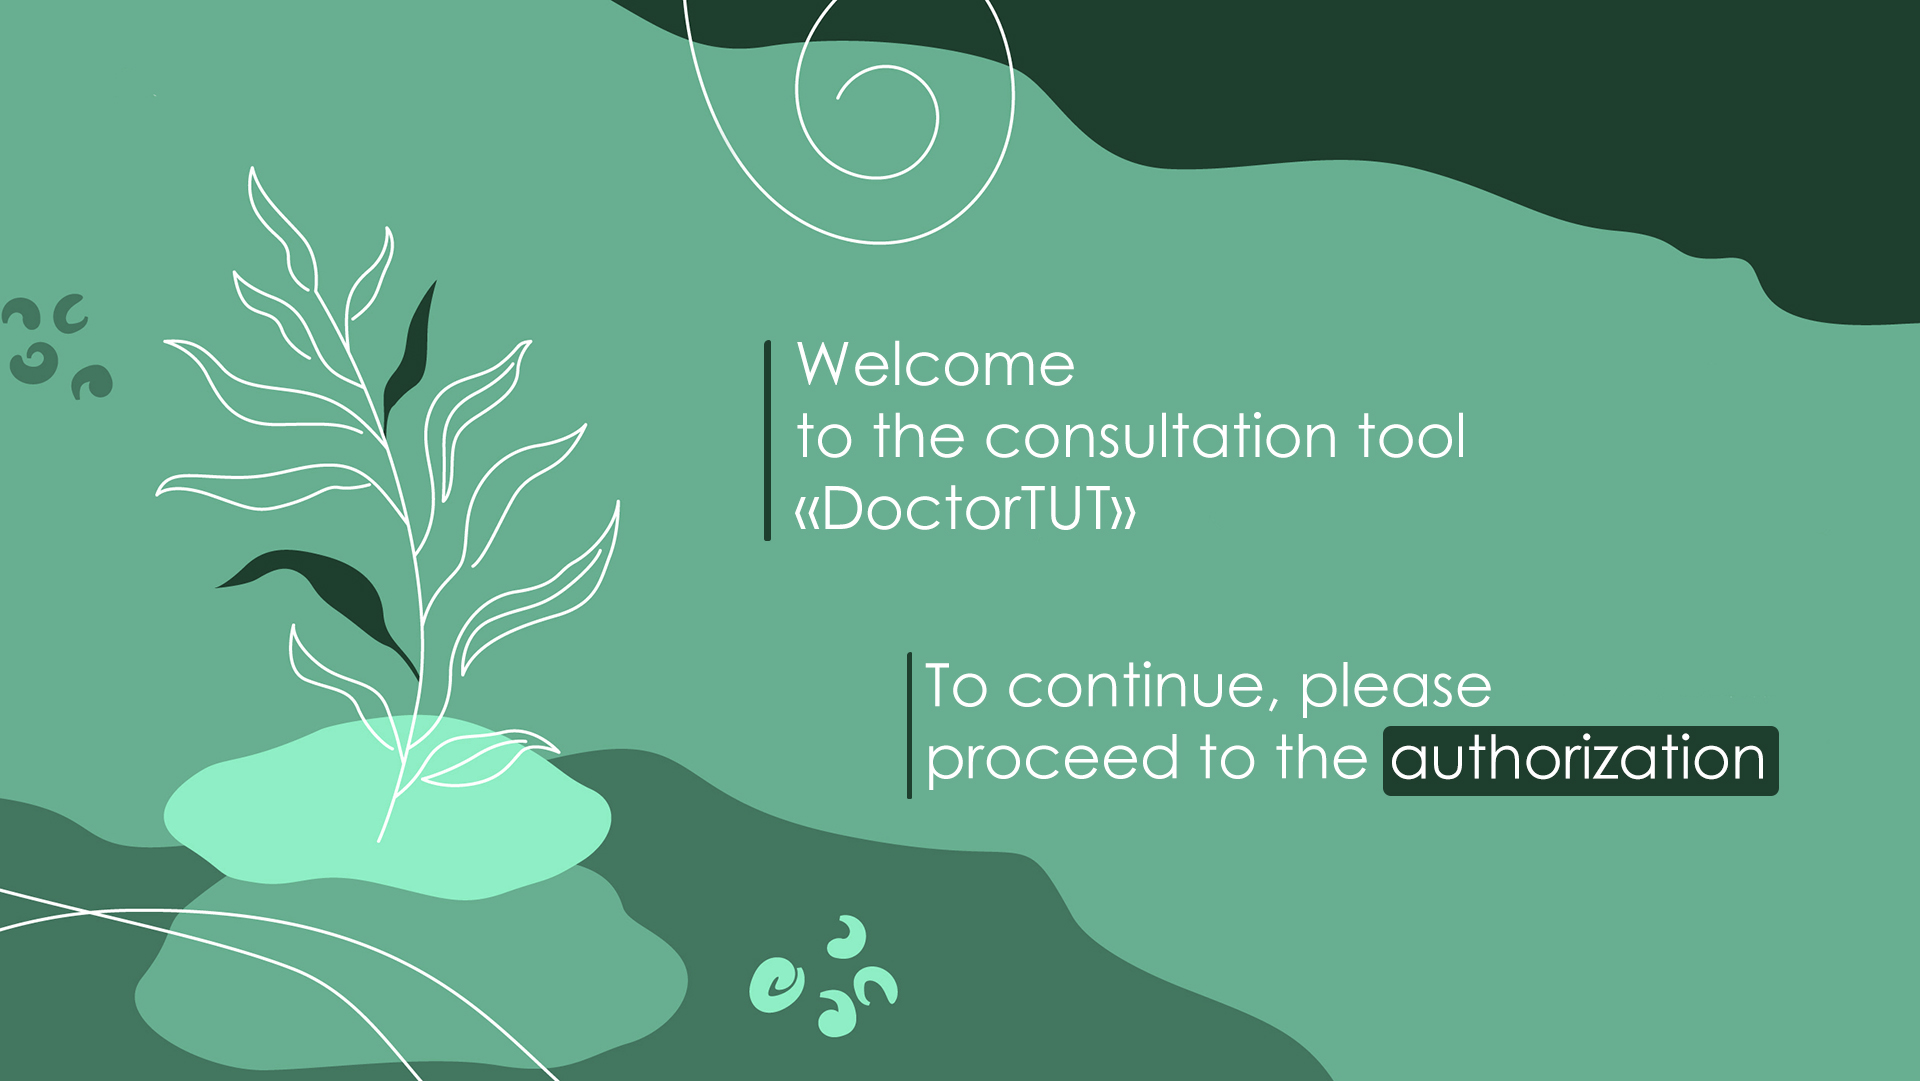 Welcome
to the consultation tool
«DoctorTUT»
To continue, please
proceed to the authorization